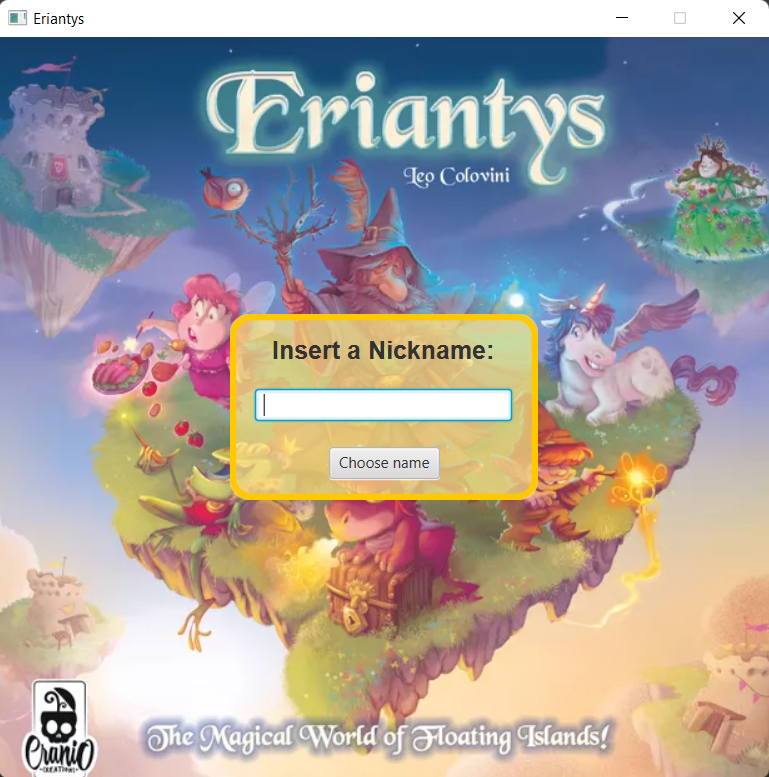 Eriantys
Eriantys
Leo Colovini
Insert a Nickname:
Choose name
The Magical World of Floating Islands!
Cranio
CREATIONS